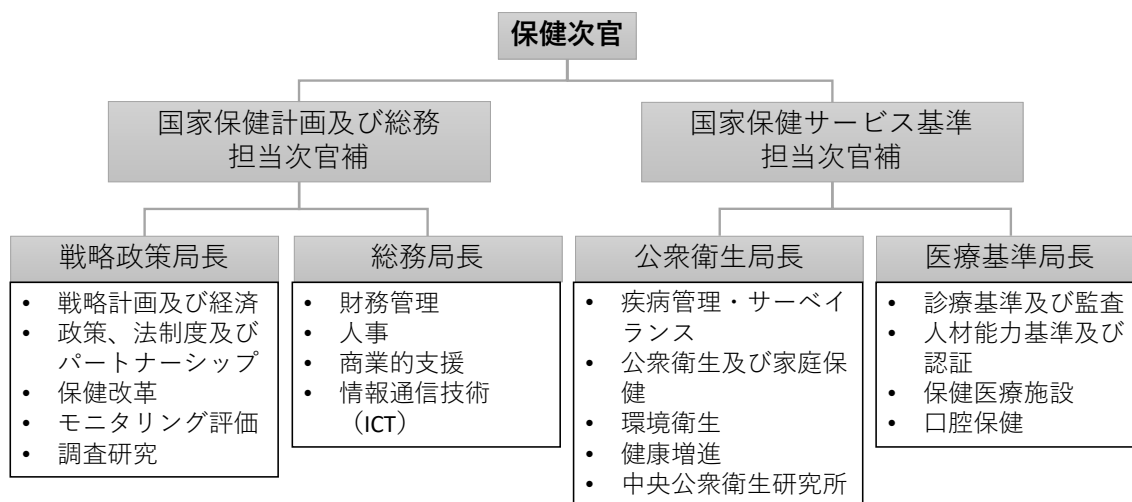 保健次官
国家保健計画及び総務
担当次官補
国家保健サービス基準
担当次官補
戦略政策局長
• 戦略計画及び経済
• 政策、法制度及び
パートナーシップ
• 保健改革
• モニタリング評価
• 調査研究
総務局長
• 財務管理
• 人事
• 商業的支援
• 情報通信技術
（ICT）
公衆衛生局長
• 疾病管理・サーベイ
ランス
• 公衆衛生及び家庭保
健
• 環境衛生
• 健康増進
• 中央公衆衛生研究所
医療基準局長
• 診療基準及び監査
• 人材能力基準及び
認証
• 保健医療施設
• 口腔保健